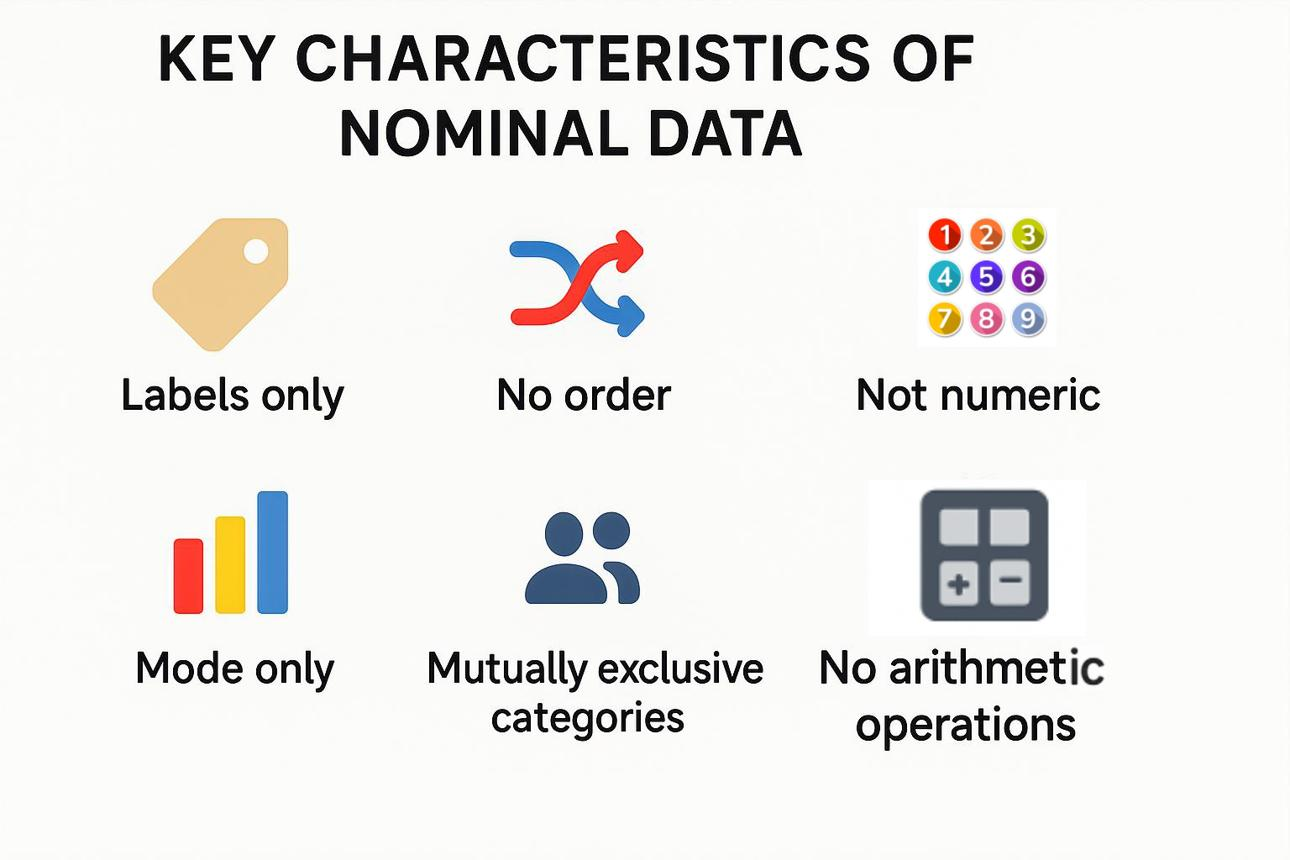 KEY CHARACTERISTICS OF
NOMINAL DATA
1 2 3
4 5 6
7 8 9
Labels only
No order
Not numeric
+ −
Mode only
Mutually exclusive
categories
No arithmetic
operations